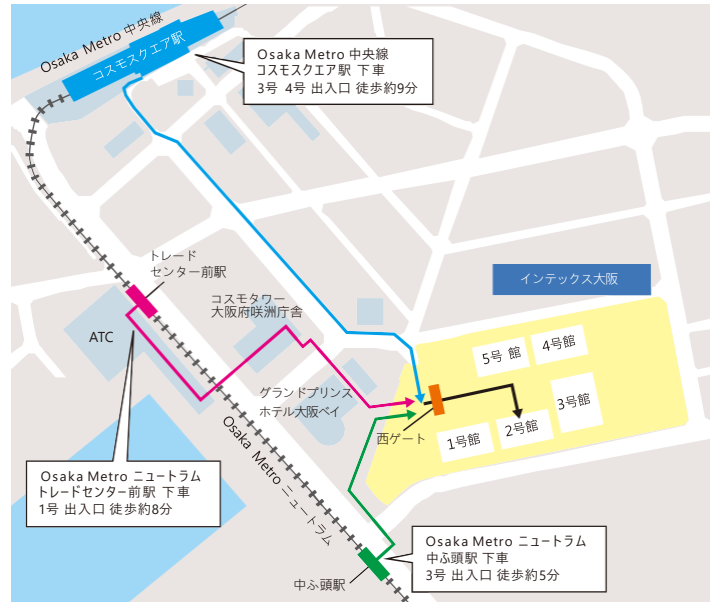 Osaka Metro 中央線
コスモスクエア駅
Osaka Metro 中央線
コスモスクエア駅 下車
3号 4号 出入口 徒歩約9分
トレード
センター前駅
インテックス大阪
コスモタワー
大阪府咲洲庁舎
ATC
5号 館
4号館
グランドプリンス
ホテル大阪ベイ
3号館
西ゲート
1号館
2号館
Osaka Metro ニュートラム
Osaka Metro ニュートラム
トレードセンター前駅 下車
1号 出入口 徒歩約8分
Osaka Metro ニュートラム
中ふ頭駅 下車
3号 出入口 徒歩約5分
中ふ頭駅